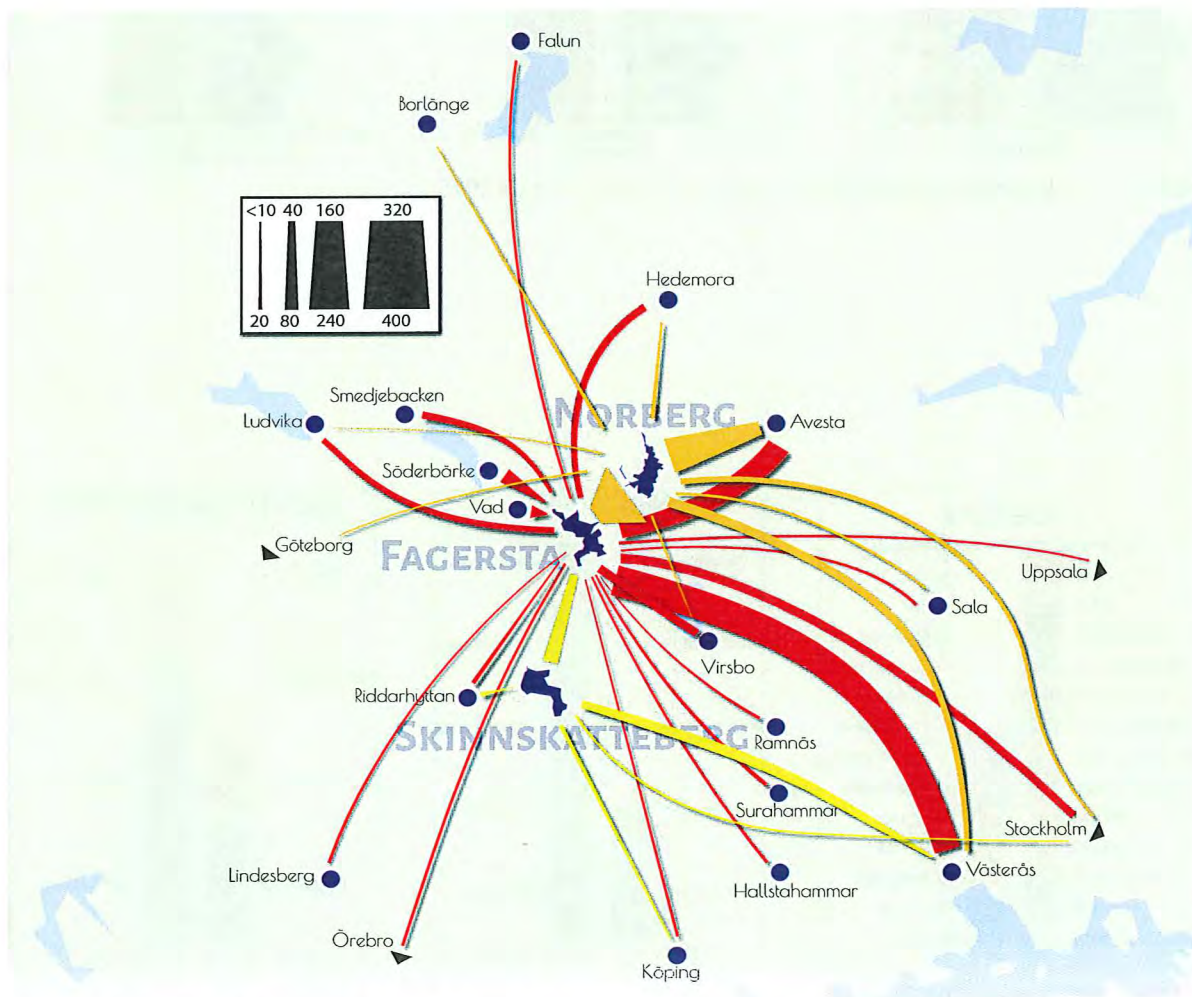 Falun
Borlänge
<10 40 160 320
20 80 240 400
Hedemora
Smedjebacken
Ludvika
NORBERG
Avesta
Söderbärke
Vad
Göteborg
FAGERSTA
Uppsala
Sala
Virsbo
Riddarhyttan
SKINNSKATTEBERG
Ramnäs
Surahammar
Stockholm
Västerås
Lindesberg
Hallstahammar
Örebro
Köping